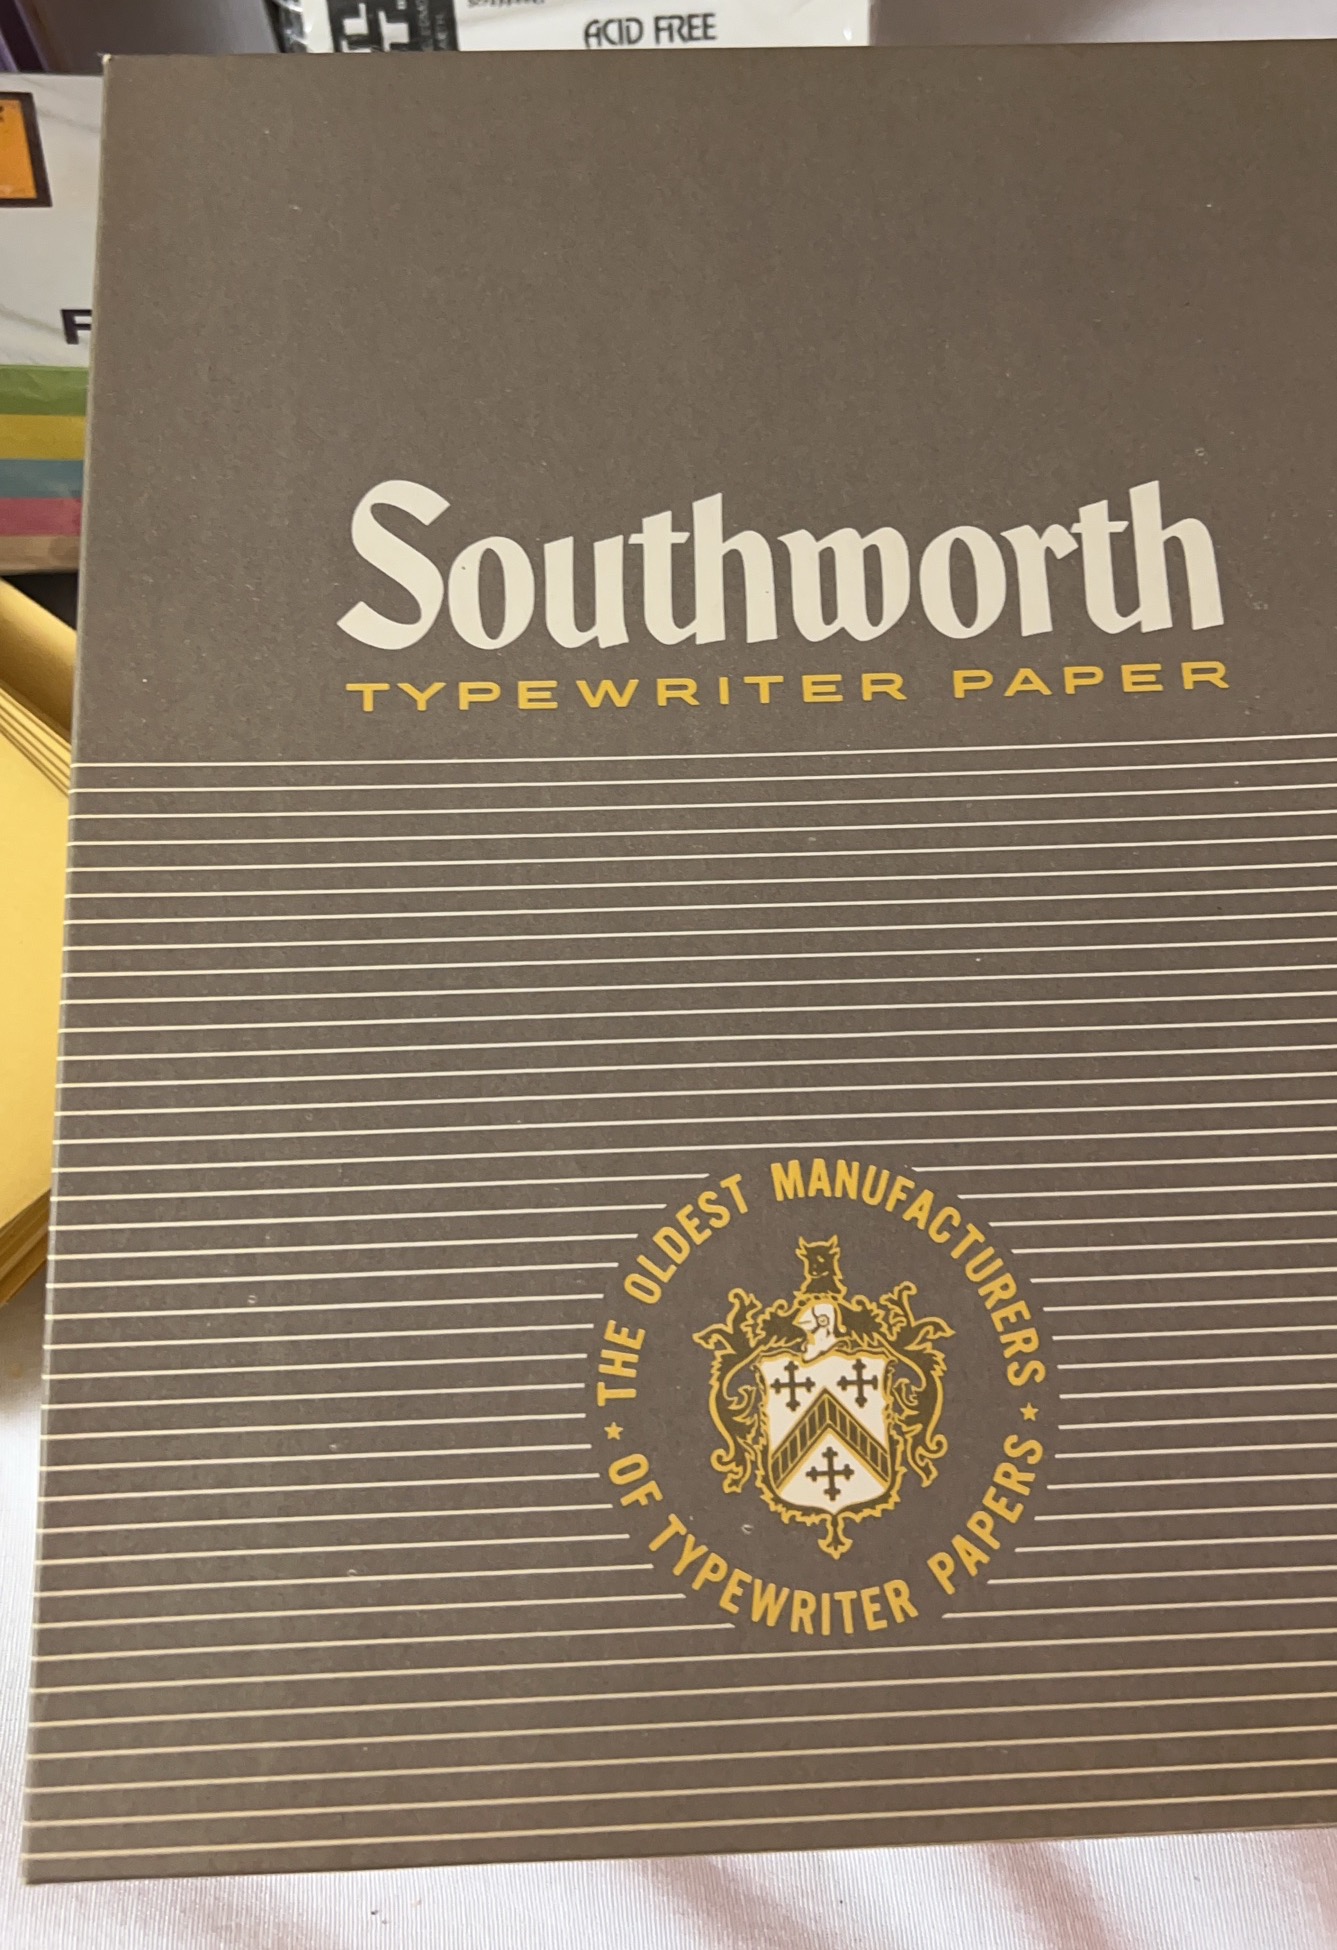 ACID FREE
Southworth
TYPEWRITER PAPER
★ THE OLDEST MANUFACTURERS ★
OF TYPEWRITER PAPERS